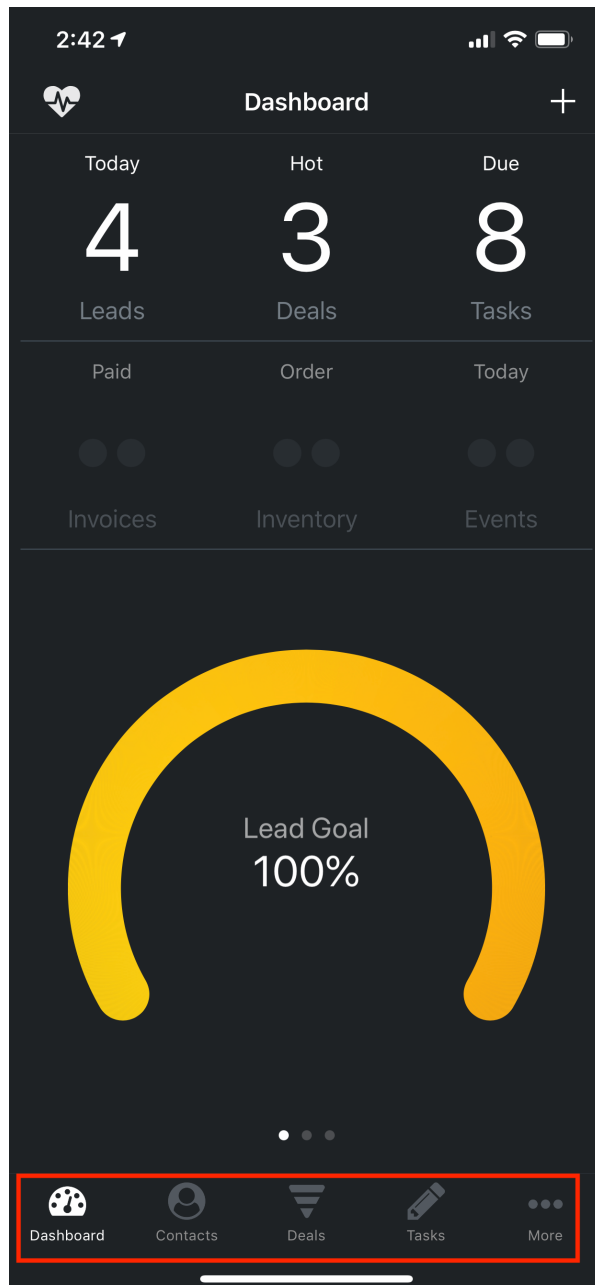 2:42
Dashboard
Today Hot Due
4 3 8
Leads Deals Tasks
Paid Order Today
Invoices Inventory Events
Lead Goal
100%
Dashboard Contacts Deals Tasks More